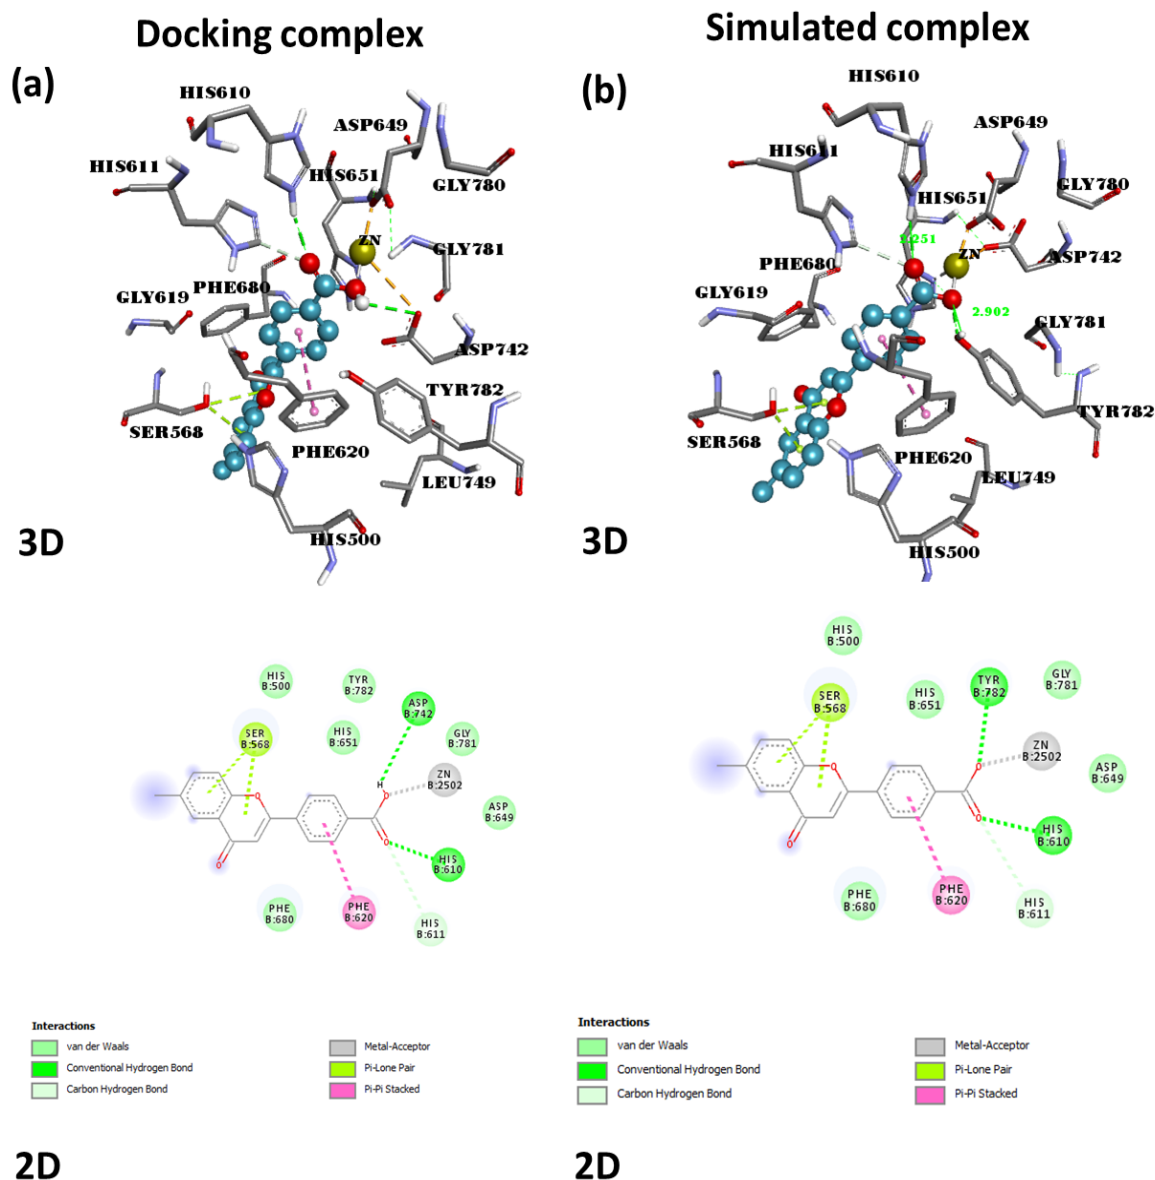 Docking complex
Simulated complex
(a)
HIS610
ASP649
HIS611
HIS651
GLY780
ZN
GLY781
PHE680
GLY619
ASP742
TYR782
SER568
PHE620
LEU749
HIS500
3D
(b)
HIS610
ASP649
HIS611
GLY780
HIS651
2.251
ZN
ASP742
PHE680
GLY619
2.902
GLY781
TYR782
SER568
PHE620
LEU749
HIS500
3D
HIS
B:500
TYR
B:782
ASP
B:742
SER
B:568
HIS
B:651
GLY
B:781
ZN
B:2502
H
O
O
ASP
B:649
O
O
HIS
B:610
PHE
B:680
PHE
B:620
HIS
B:611
Interactions
van der Waals
Conventional Hydrogen Bond
Carbon Hydrogen Bond
Metal-Acceptor
Pi-Lone Pair
Pi-Pi Stacked
2D
HIS
B:500
SER
B:568
HIS
B:651
TYR
B:782
GLY
B:781
ZN
B:2502
O
O
ASP
B:649
O
O
HIS
B:610
PHE
B:680
PHE
B:620
HIS
B:611
Interactions
van der Waals
Conventional Hydrogen Bond
Carbon Hydrogen Bond
Metal-Acceptor
Pi-Lone Pair
Pi-Pi Stacked
2D